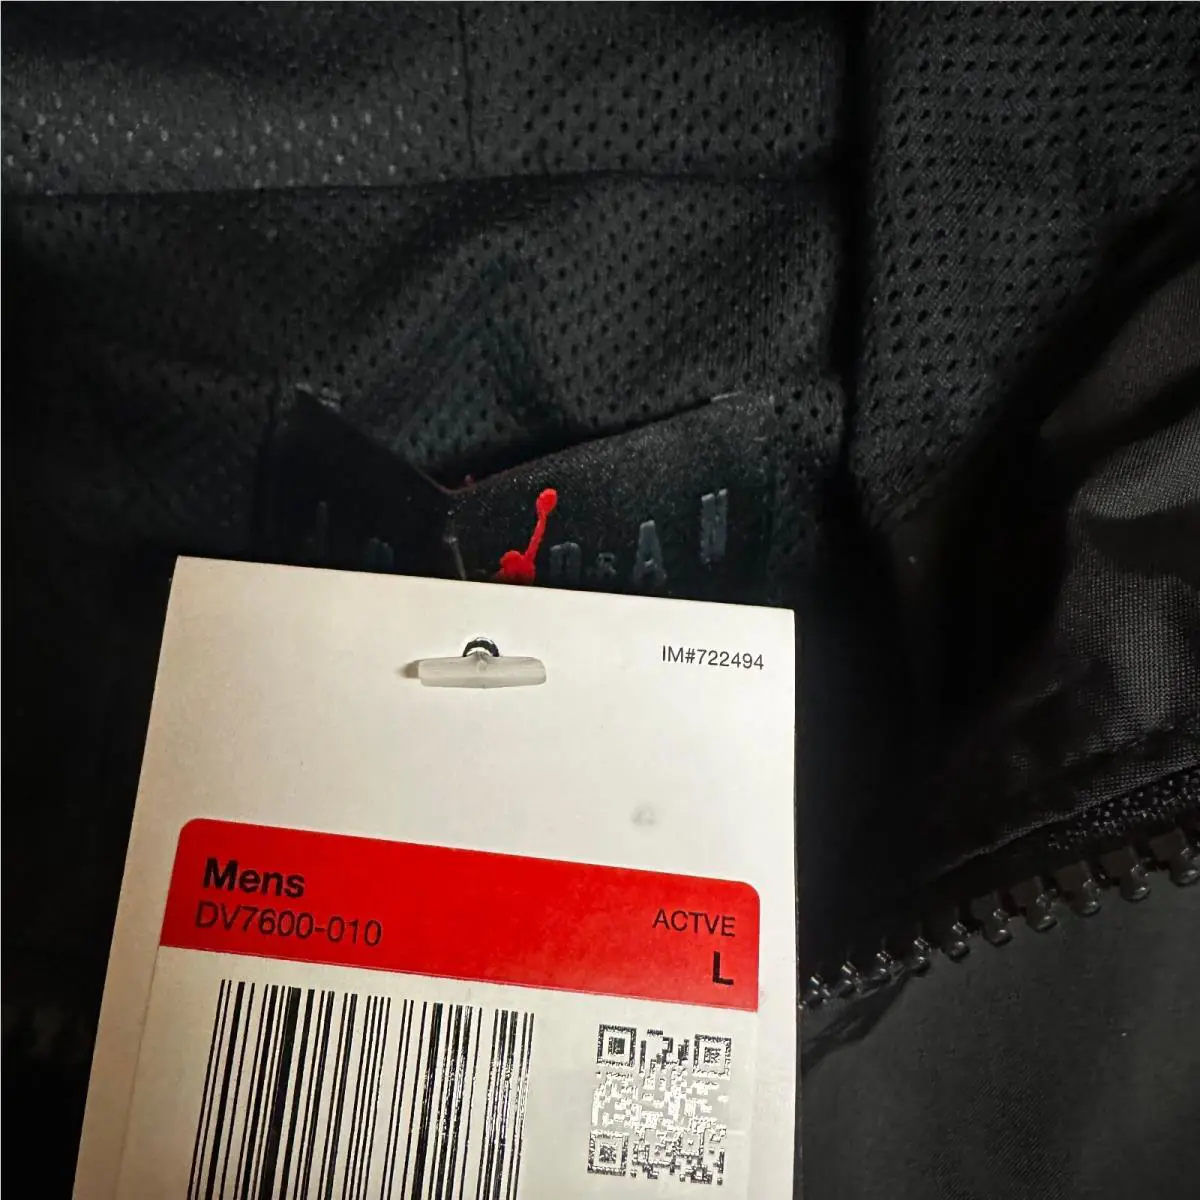 IM#722494
Mens
DV7600-010
ACTVE
L